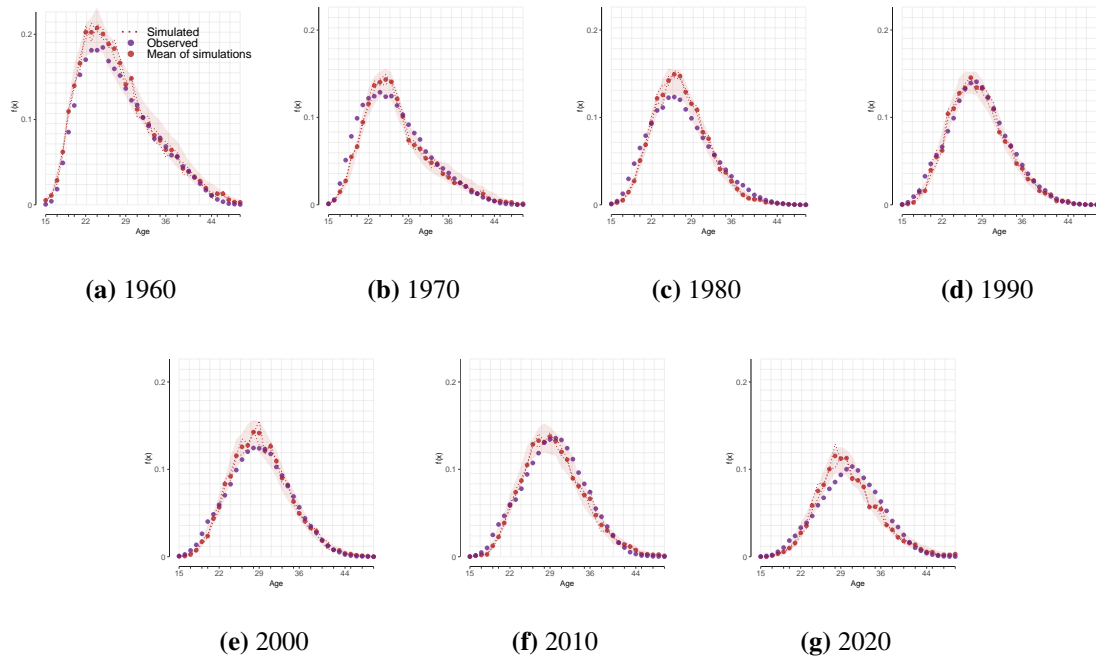 0.2
0.1
0
f(x)
15 22 29 36 44
Age
Simulated
Observed
Mean of simulations
(a) 1960
0.2
0.1
0
f(x)
15 22 29 36 44
Age
(b) 1970
0.2
0.1
0
f(x)
15 22 29 36 44
Age
(c) 1980
0.2
0.1
0
f(x)
15 22 29 36 44
Age
(d) 1990
0.2
0.1
0
f(x)
15 22 29 36 44
Age
(e) 2000
0.2
0.1
0
f(x)
15 22 29 36 44
Age
(f) 2010
0.2
0.1
0
f(x)
15 22 29 36 44
Age
(g) 2020